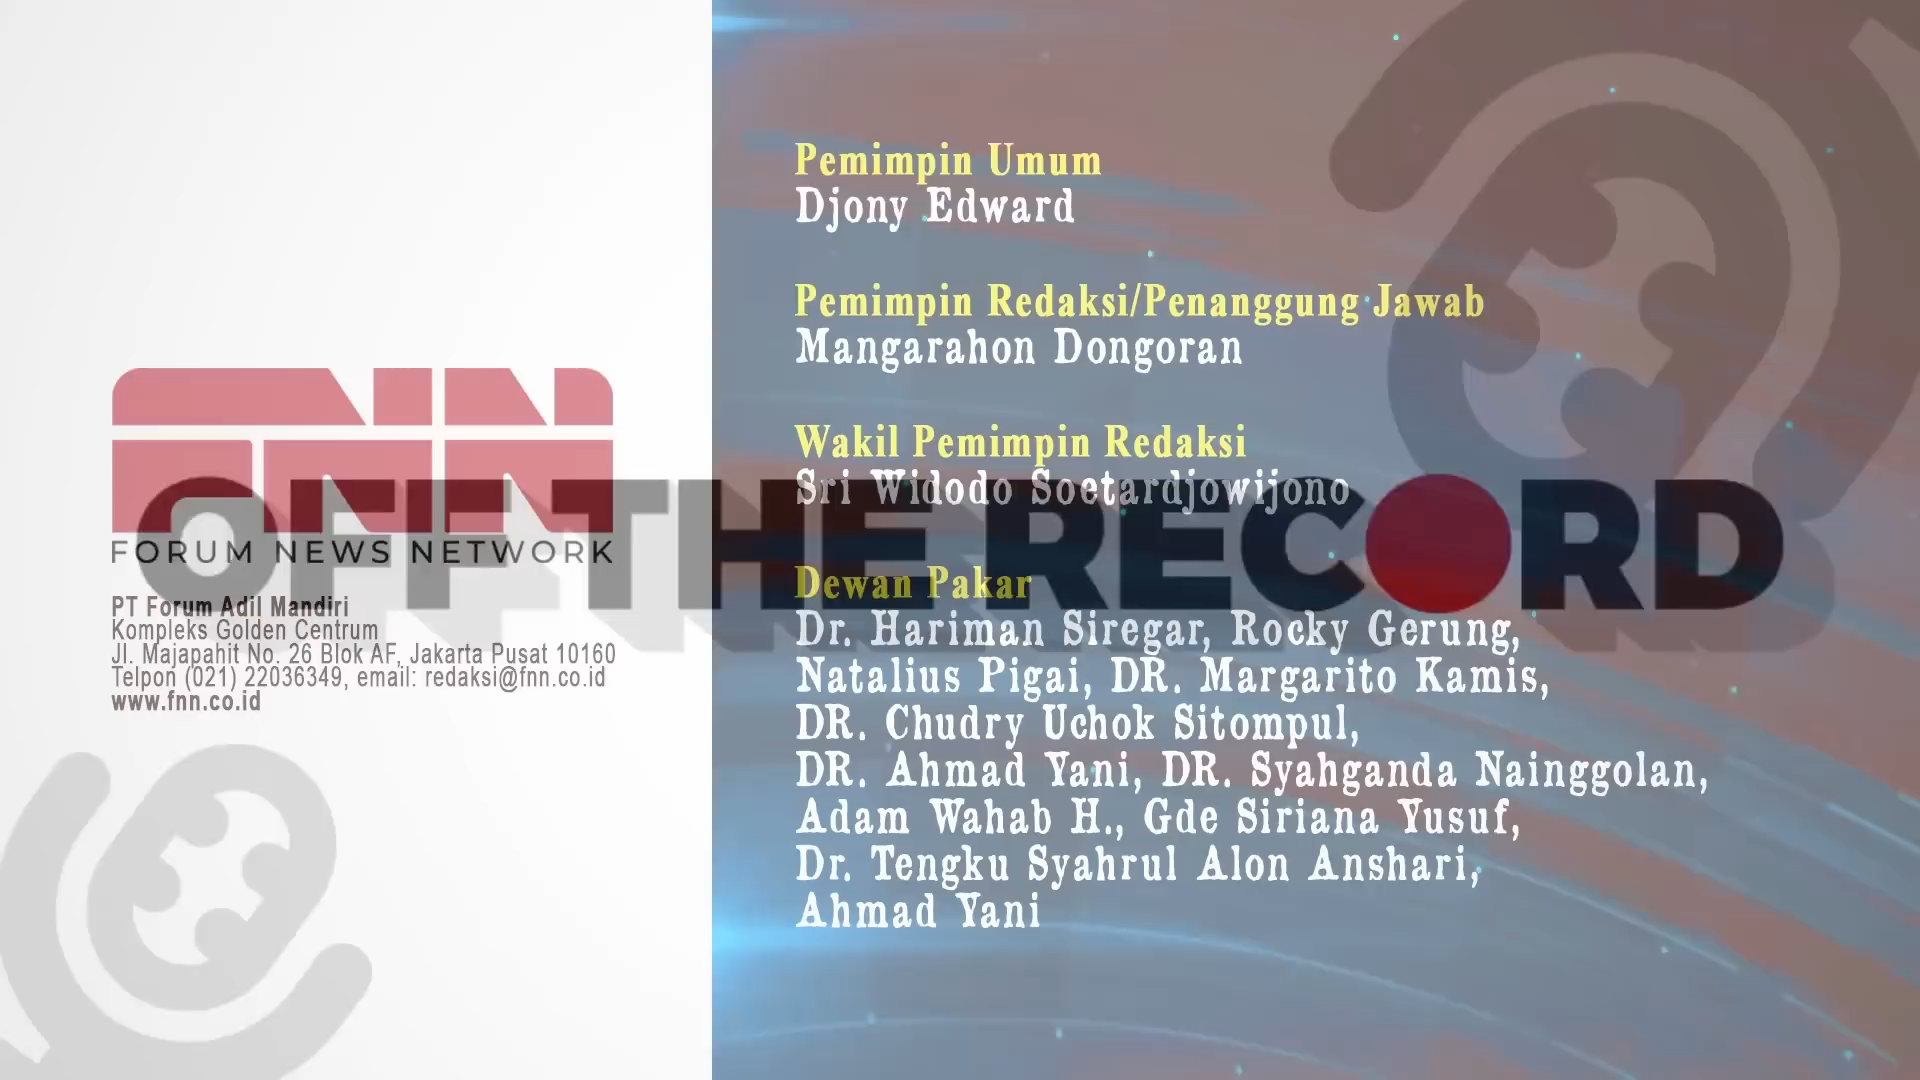 FNN
FORUM NEWS NETWORK
PT Forum Adil Mandiri
Kompleks Golden Centrum
Jl. Majapahit No. 26 Blok AF, Jakarta Pusat 10160
Telpon (021) 22036349, email: redaksi@fnn.co.id
www.fnn.co.id
OFF THE RECORD
Pemimpin Umum
Djony Edward
Pemimpin Redaksi/Penanggung Jawab
Mangarahon Dongoran
Wakil Pemimpin Redaksi
Sri Widodo Soetardjowijono
Dewan Pakar
Dr. Hariman Siregar, Rocky Gerung,
Natalius Pigai, DR. Margarito Kamis,
DR. Chudry Uchok Sitompul,
DR. Ahmad Yani, DR. Syahganda Nainggolan,
Adam Wahab H., Gde Siriana Yusuf,
Dr. Tengku Syahrul Alon Anshari,
Ahmad Yani